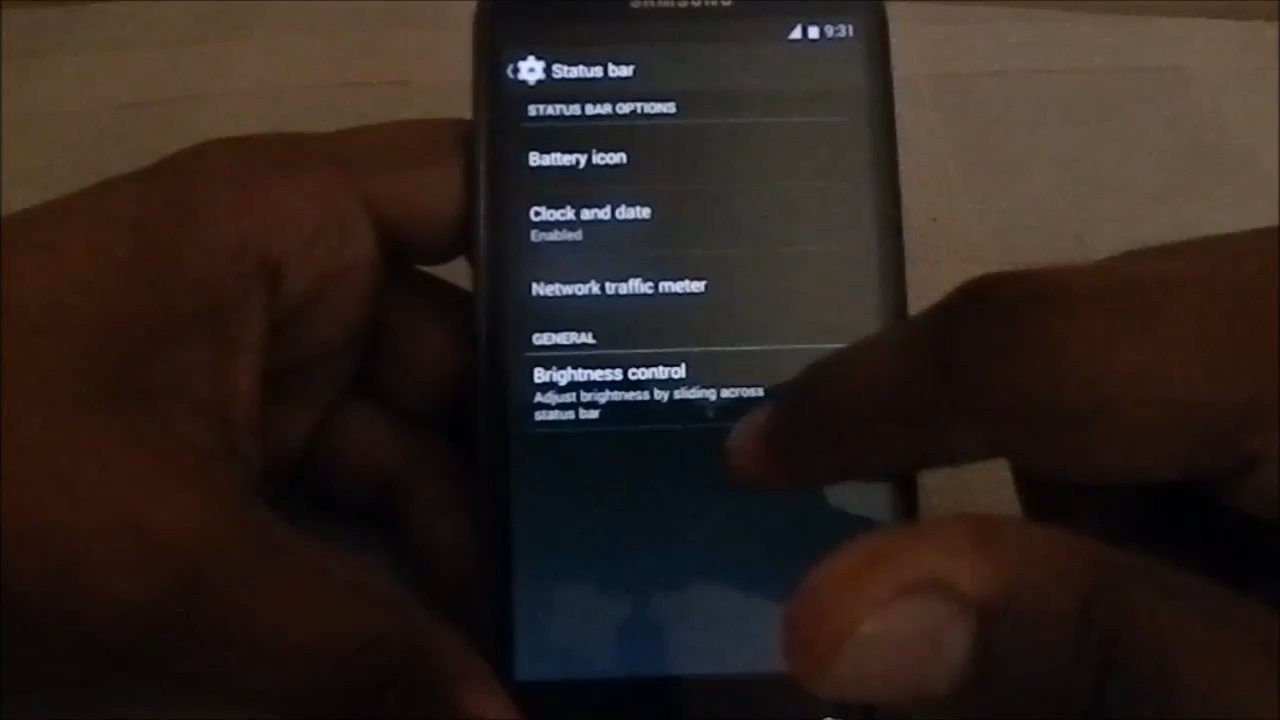 SAMSUNG
9:31
Status bar
STATUS BAR OPTIONS
Battery icon
Clock and date
Enabled
Network traffic meter
GENERAL
Brightness control
Adjust brightness by sliding across
status bar